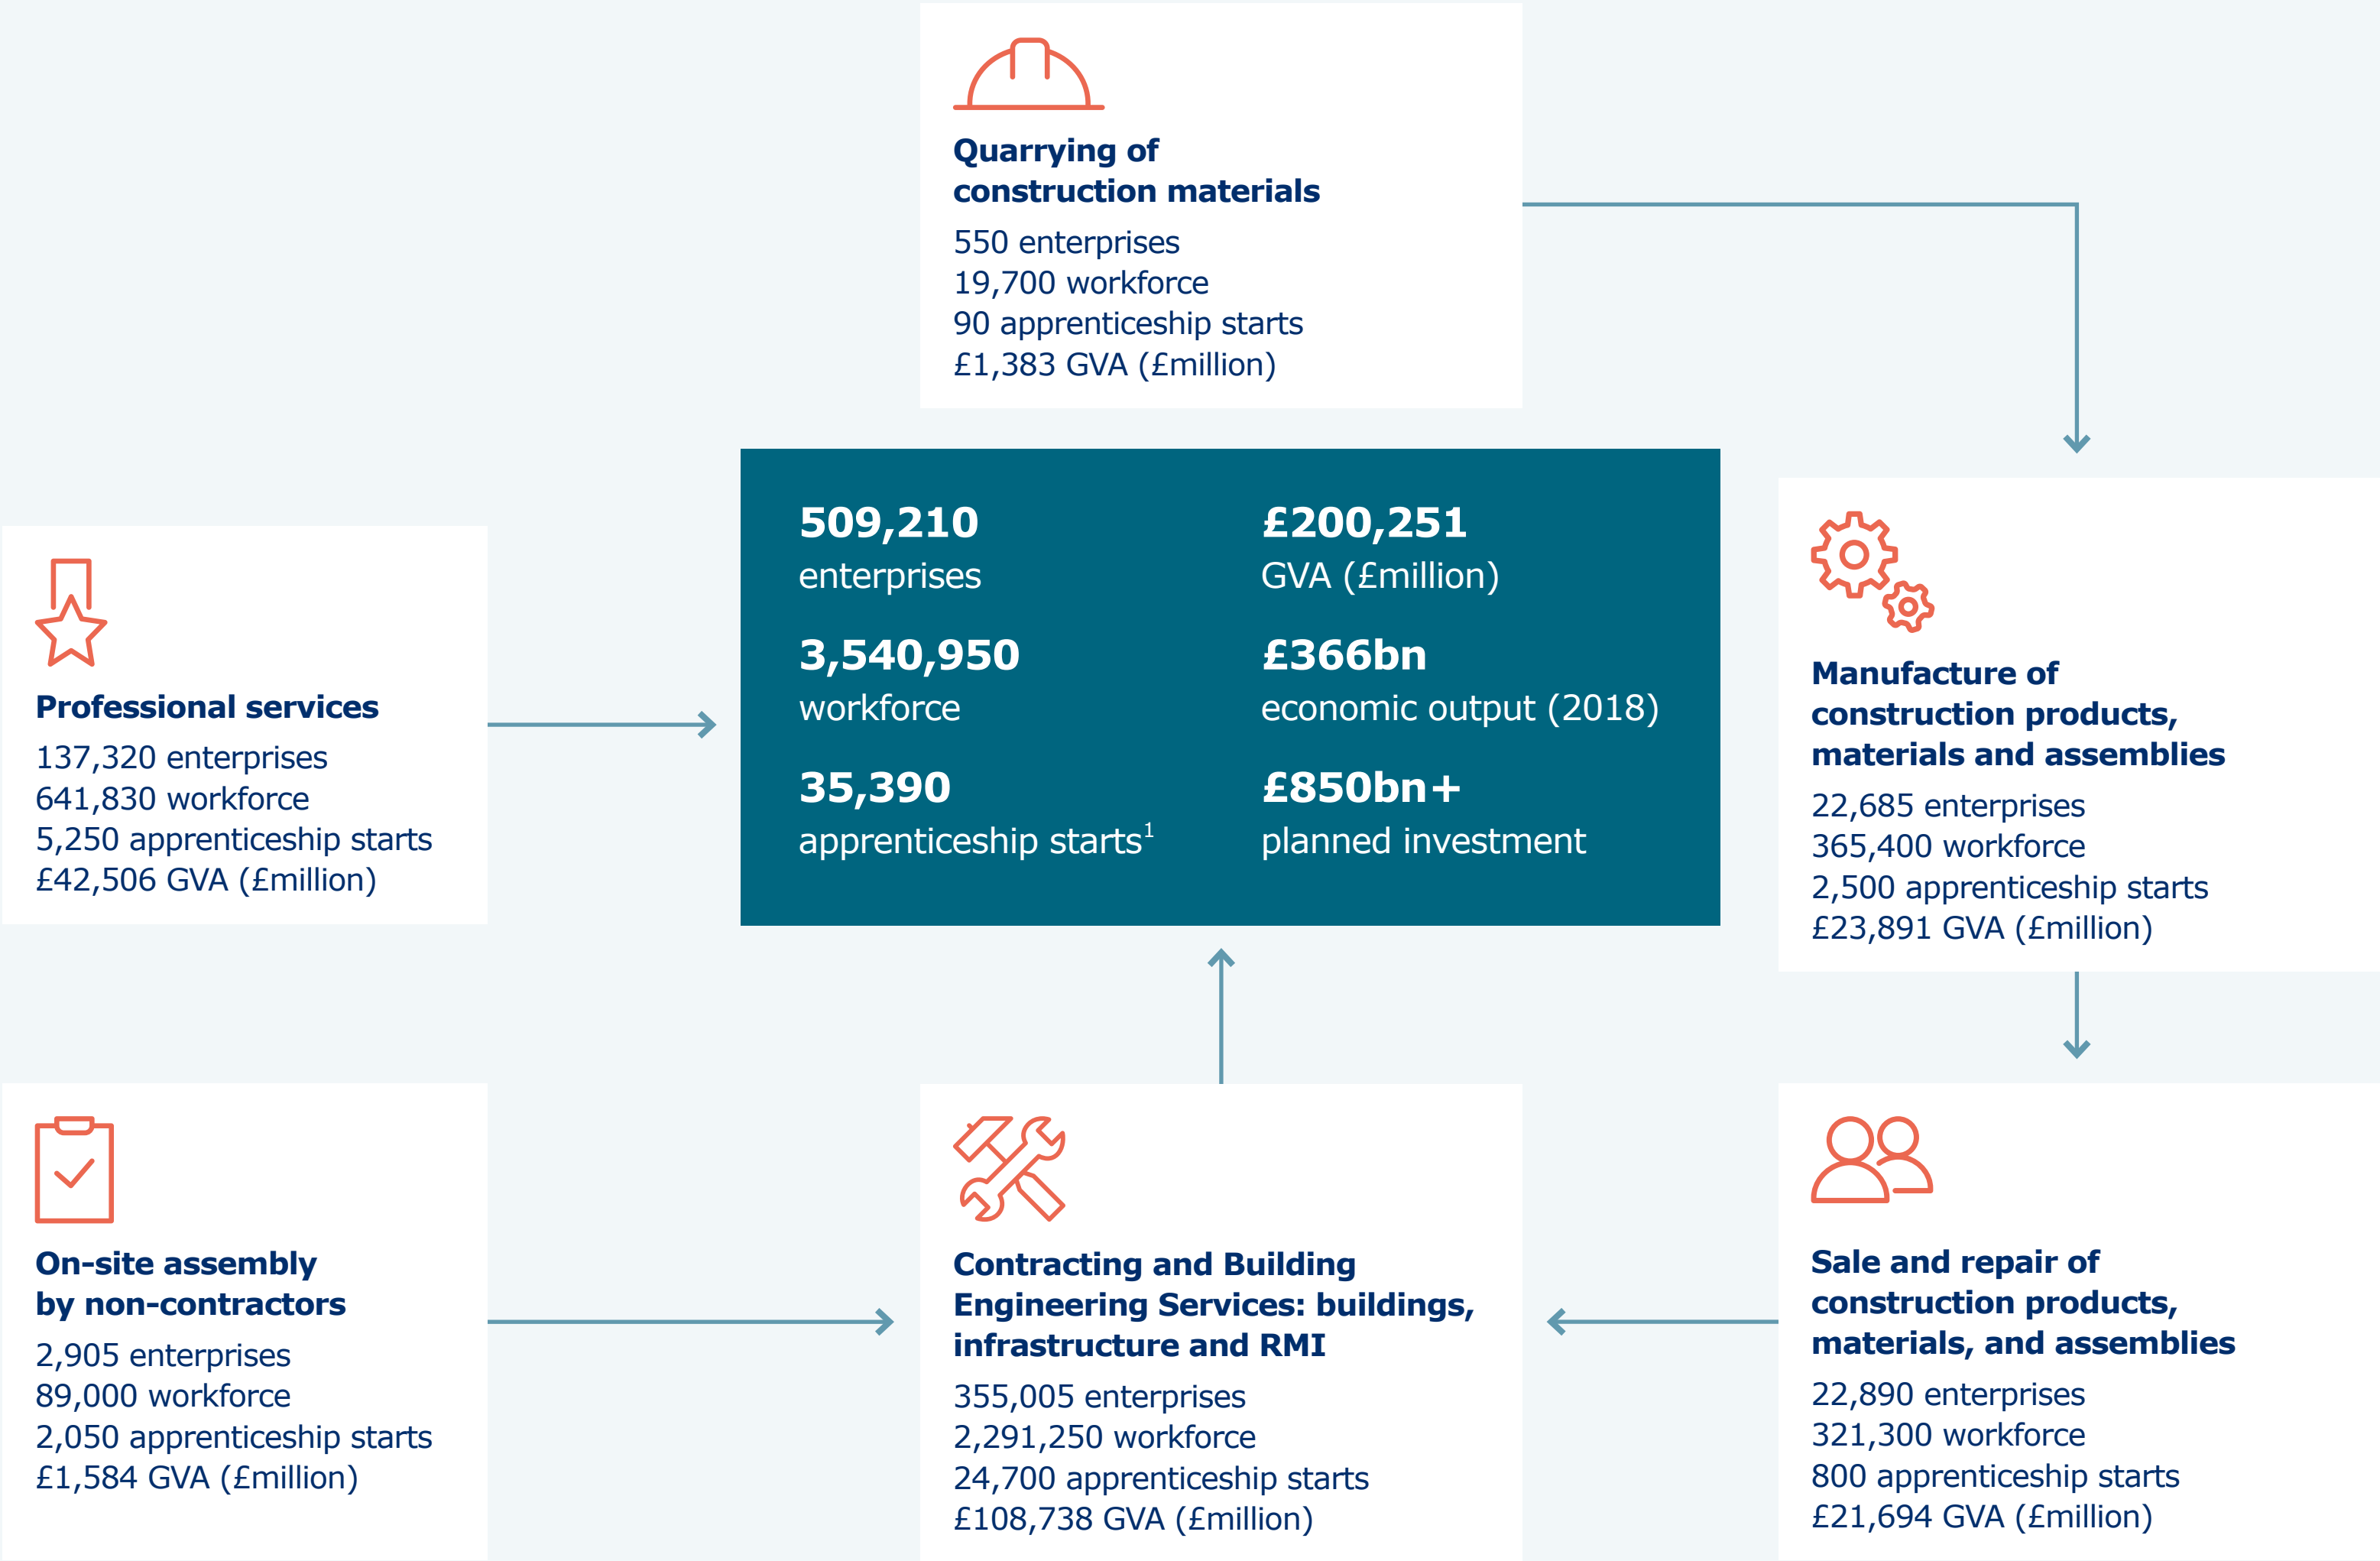 Quarrying of
construction materials
550 enterprises
19,700 workforce
90 apprenticeship starts
£1,383 GVA (£million)
509,210
enterprises
3,540,950
workforce
35,390
apprenticeship starts¹
£200,251
GVA (£million)
£366bn
economic output (2018)
£850bn+
planned investment
Professional services
137,320 enterprises
641,830 workforce
5,250 apprenticeship starts
£42,506 GVA (£million)
Manufacture of
construction products,
materials and assemblies
22,685 enterprises
365,400 workforce
2,500 apprenticeship starts
£23,891 GVA (£million)
On-site assembly
by non-contractors
2,905 enterprises
89,000 workforce
2,050 apprenticeship starts
£1,584 GVA (£million)
Contracting and Building
Engineering Services: buildings,
infrastructure and RMI
355,005 enterprises
2,291,250 workforce
24,700 apprenticeship starts
£108,738 GVA (£million)
Sale and repair of
construction products,
materials, and assemblies
22,890 enterprises
321,300 workforce
800 apprenticeship starts
£21,694 GVA (£million)